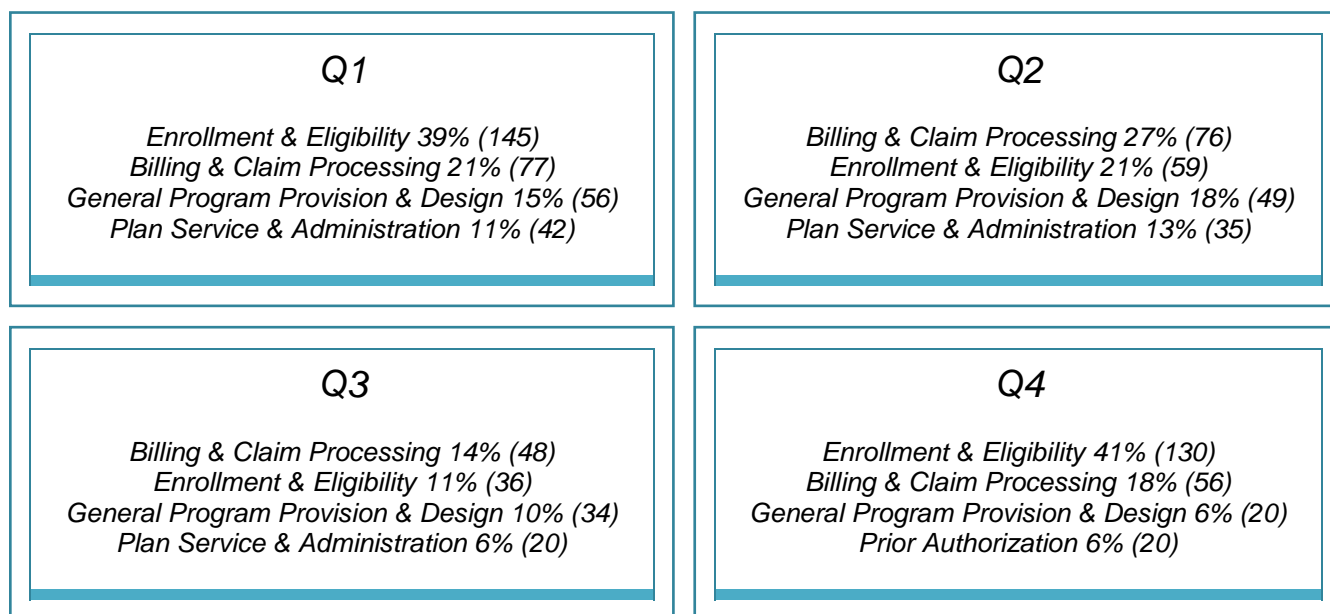 Q1
Enrollment & Eligibility 39% (145)
Billing & Claim Processing 21% (77)
General Program Provision & Design 15% (56)
Plan Service & Administration 11% (42)
Q2
Billing & Claim Processing 27% (76)
Enrollment & Eligibility 21% (59)
General Program Provision & Design 18% (49)
Plan Service & Administration 13% (35)
Q3
Billing & Claim Processing 14% (48)
Enrollment & Eligibility 11% (36)
General Program Provision & Design 10% (34)
Plan Service & Administration 6% (20)
Q4
Enrollment & Eligibility 41% (130)
Billing & Claim Processing 18% (56)
General Program Provision & Design 6% (20)
Prior Authorization 6% (20)